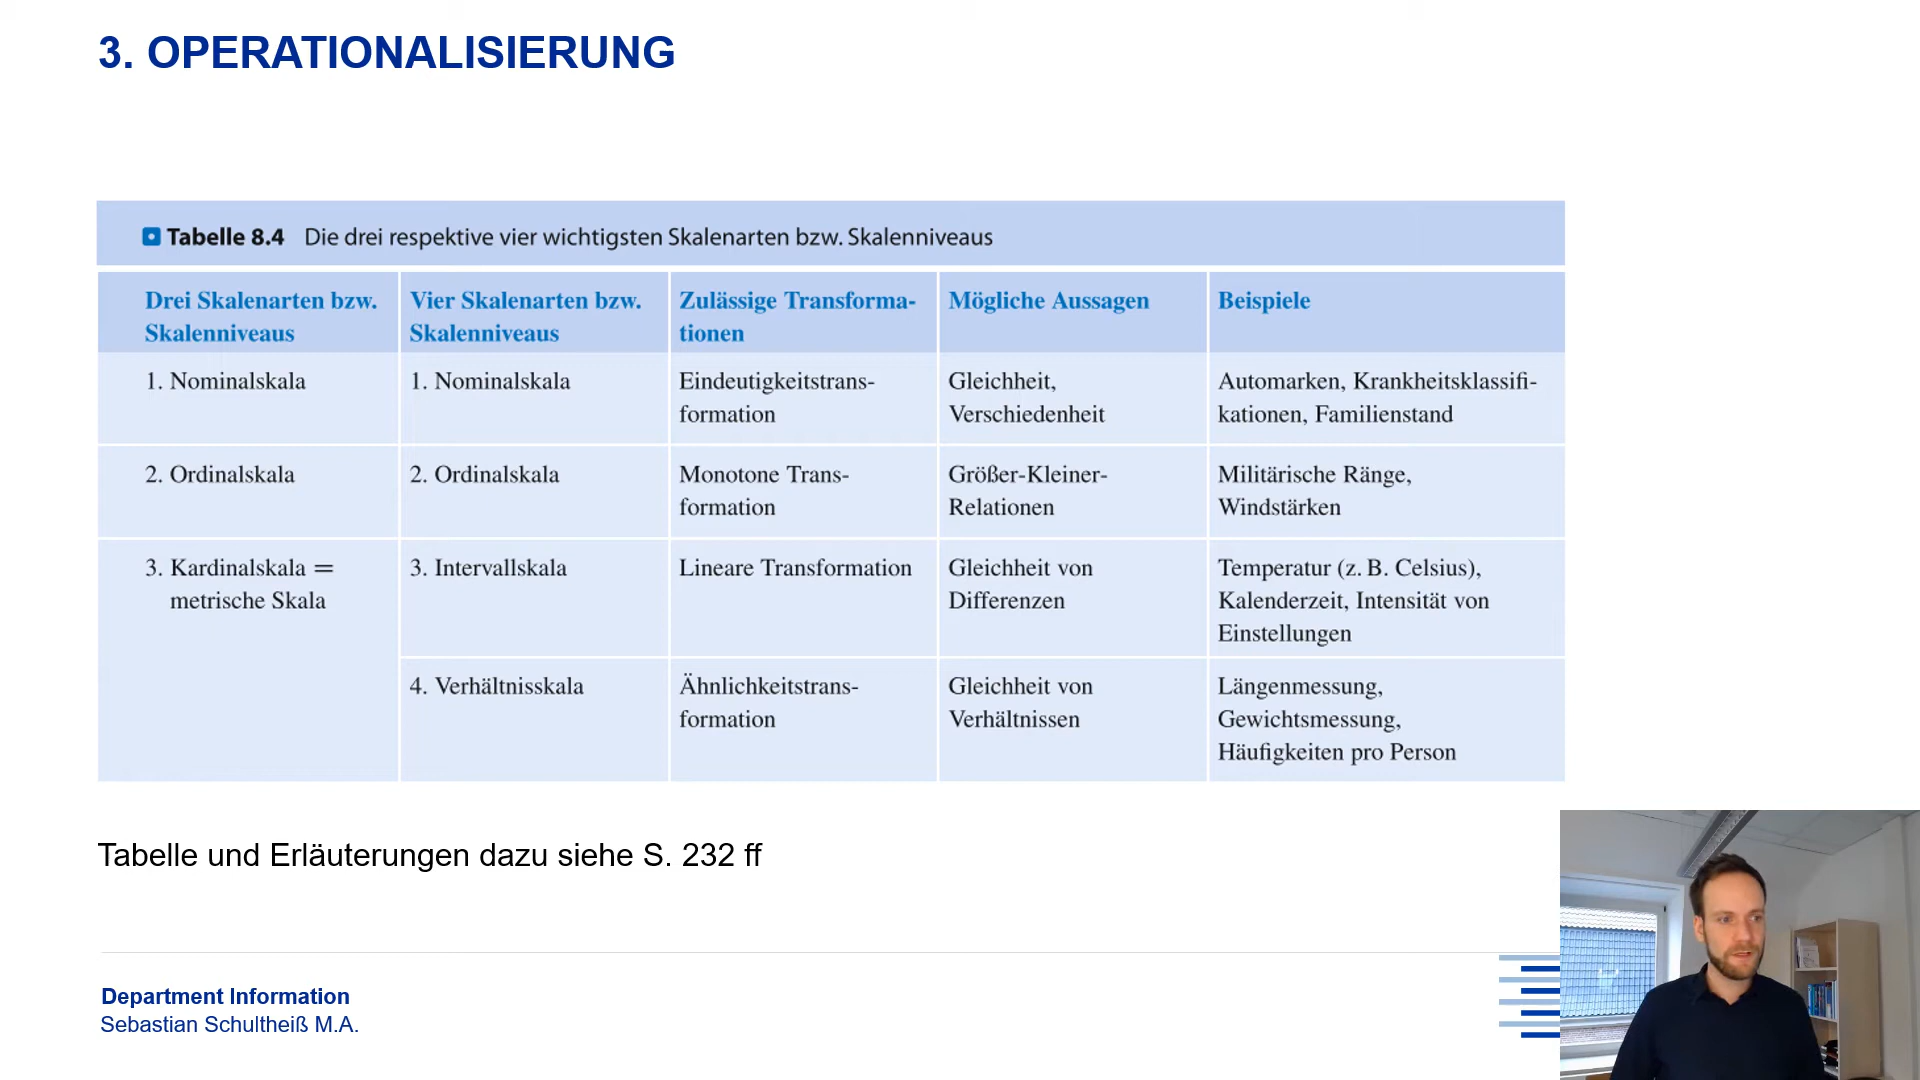 3. OPERATIONALISIERUNG
Tabelle 8.4 Die drei respektive vier wichtigsten Skalenarten bzw. Skalenniveaus
Drei Skalenarten bzw.
Skalenniveaus
Vier Skalenarten bzw.
Skalenniveaus
Zulässige Transforma-
tionen
Mögliche Aussagen
Beispiele
1. Nominalskala
1. Nominalskala
Eindeutigkeitstrans-
formation
Gleichheit,
Verschiedenheit
Automarken, Krankheitsklassifi-
kationen, Familienstand
2. Ordinalskala
2. Ordinalskala
Monotone Trans-
formation
Größer-Kleiner-
Relationen
Militärische Ränge,
Windstärken
3. Kardinalskala =
metrische Skala
3. Intervallskala
Lineare Transformation
Gleichheit von
Differenzen
Temperatur (z. B. Celsius),
Kalenderzeit, Intensität von
Einstellungen
4. Verhältnisskala
Ähnlichkeitstrans-
formation
Gleichheit von
Verhältnissen
Längenmessung,
Gewichtsmessung,
Häufigkeiten pro Person
Tabelle und Erläuterungen dazu siehe S. 232 ff
Department Information
Sebastian Schultheiß M.A.